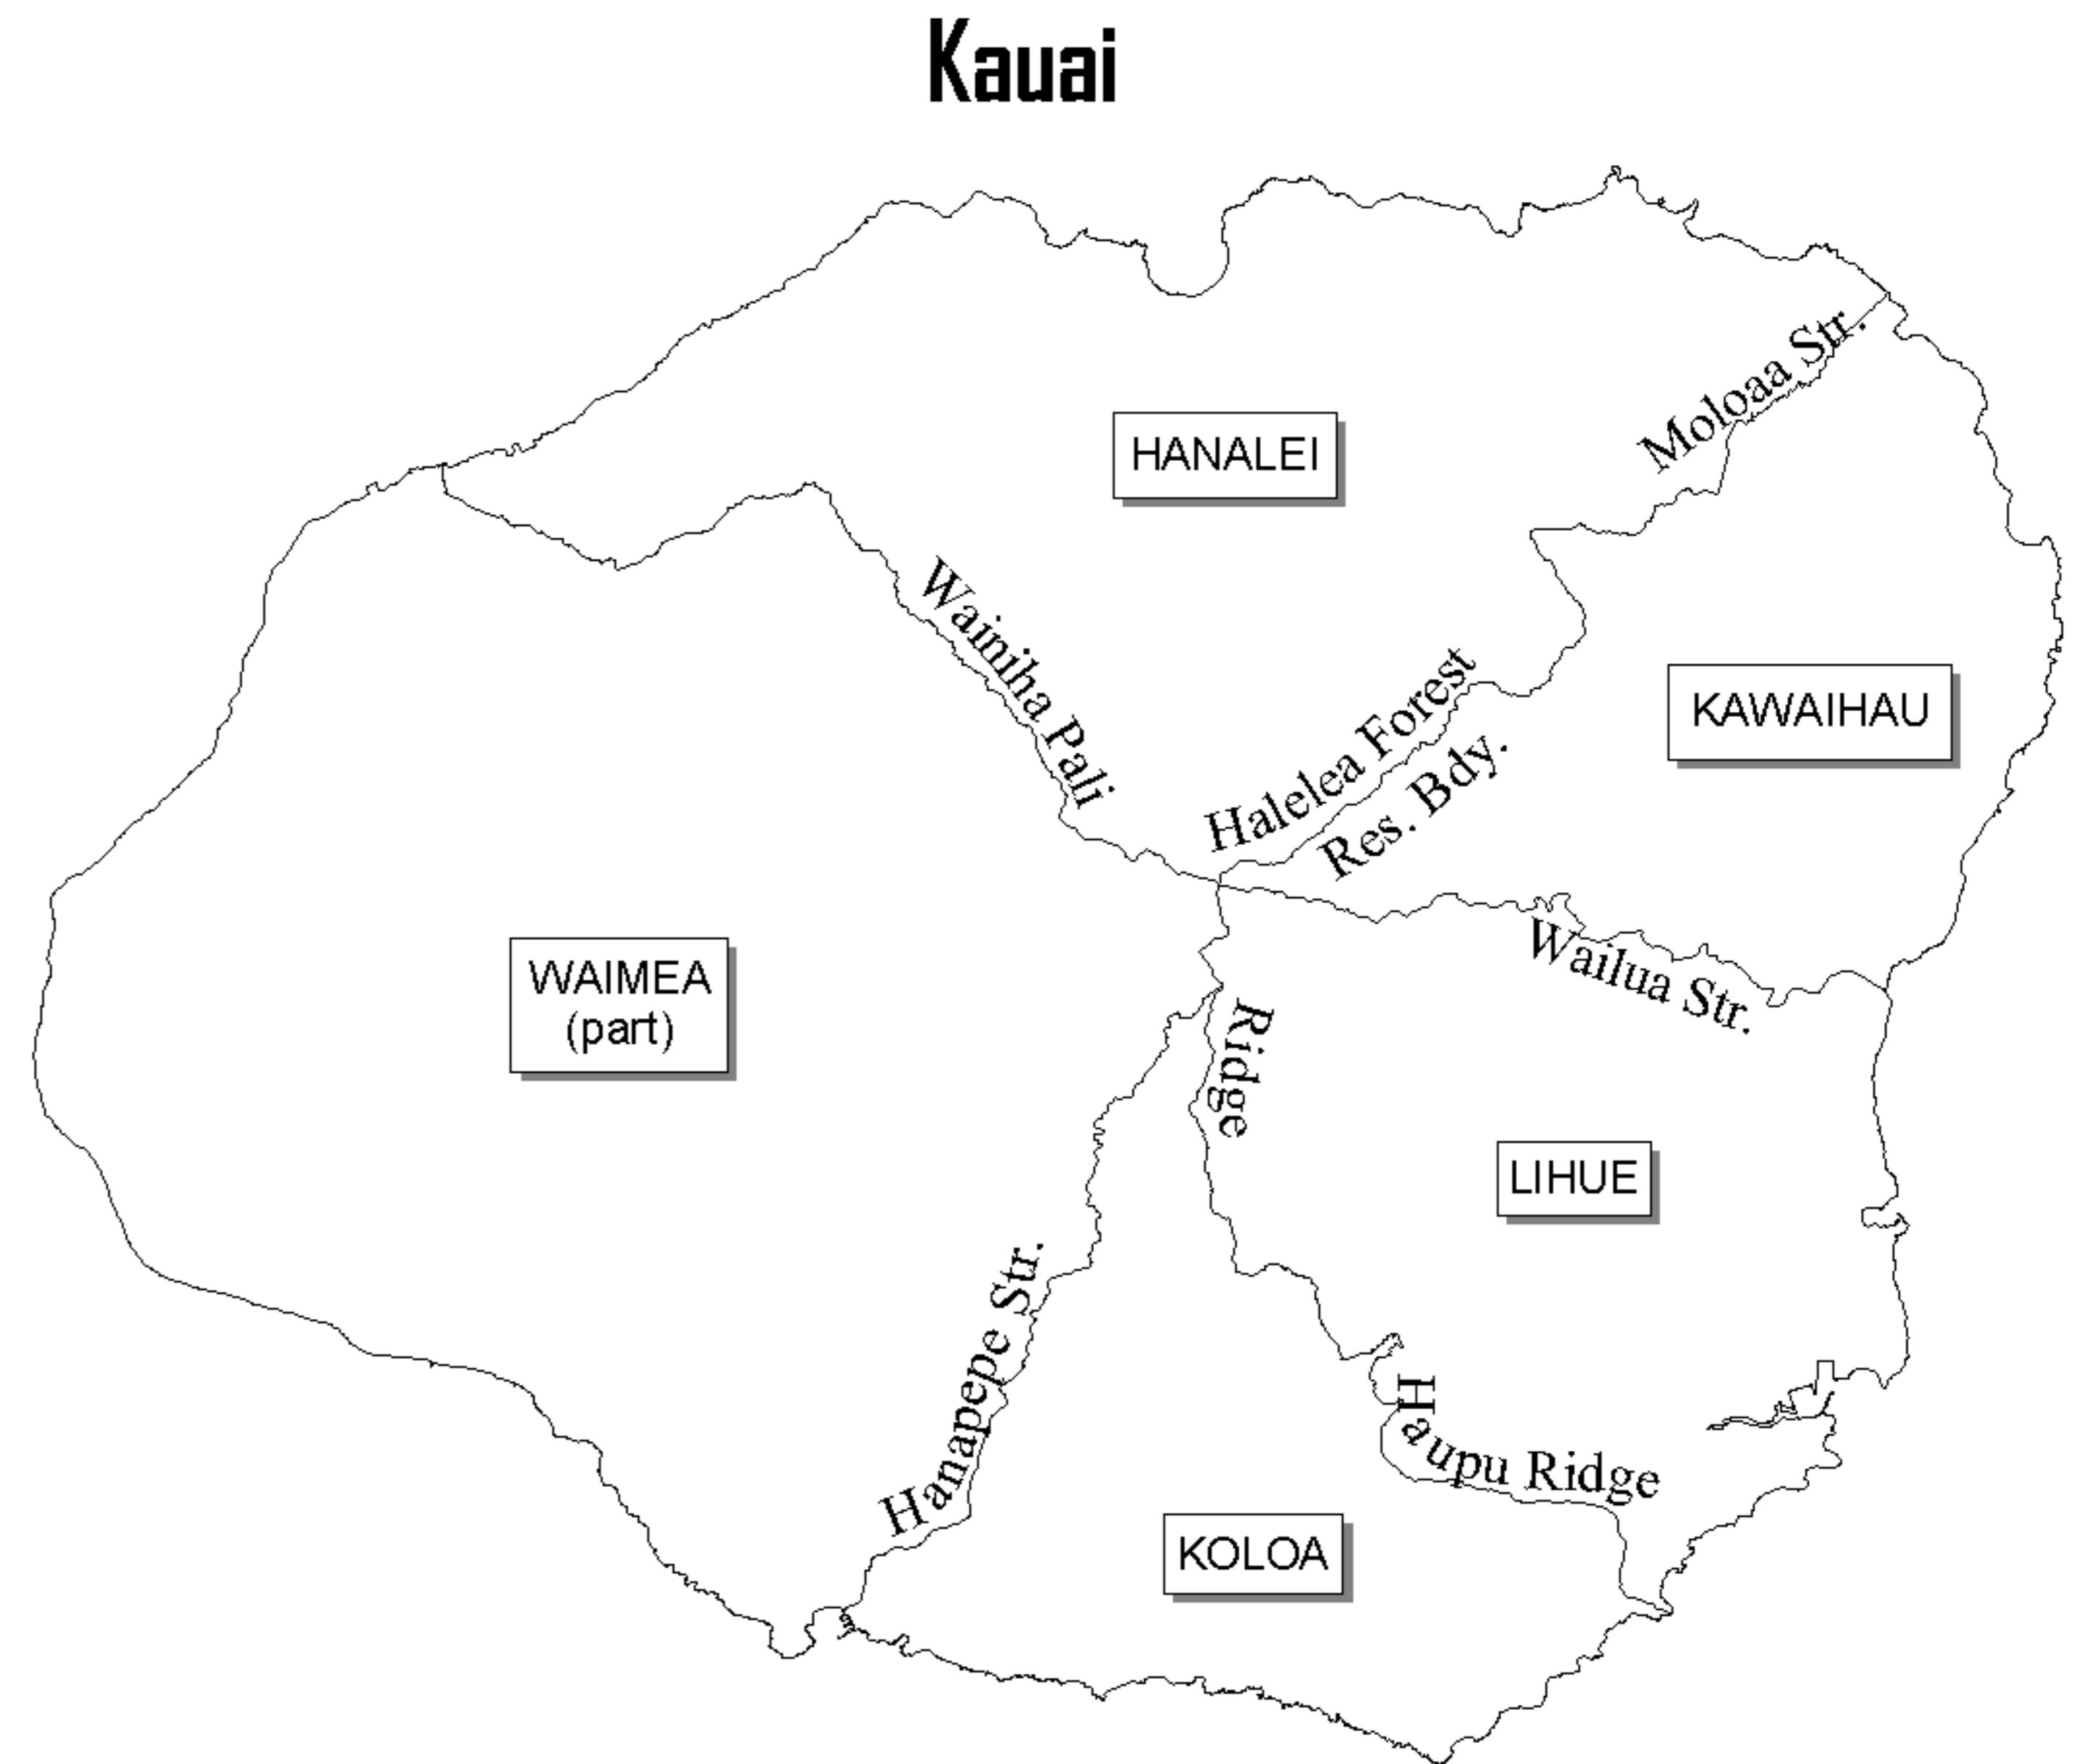 Kauai
Moloaa Str.
HANALEI
Wainiha Pali
Halelea Forest
Res. Bdy.
KAWAIHAU
WAIMEA
(part)
Wailua Str.
Ridge
LIHUE
Hanapepe Str.
Haupu Ridge
KOLOA